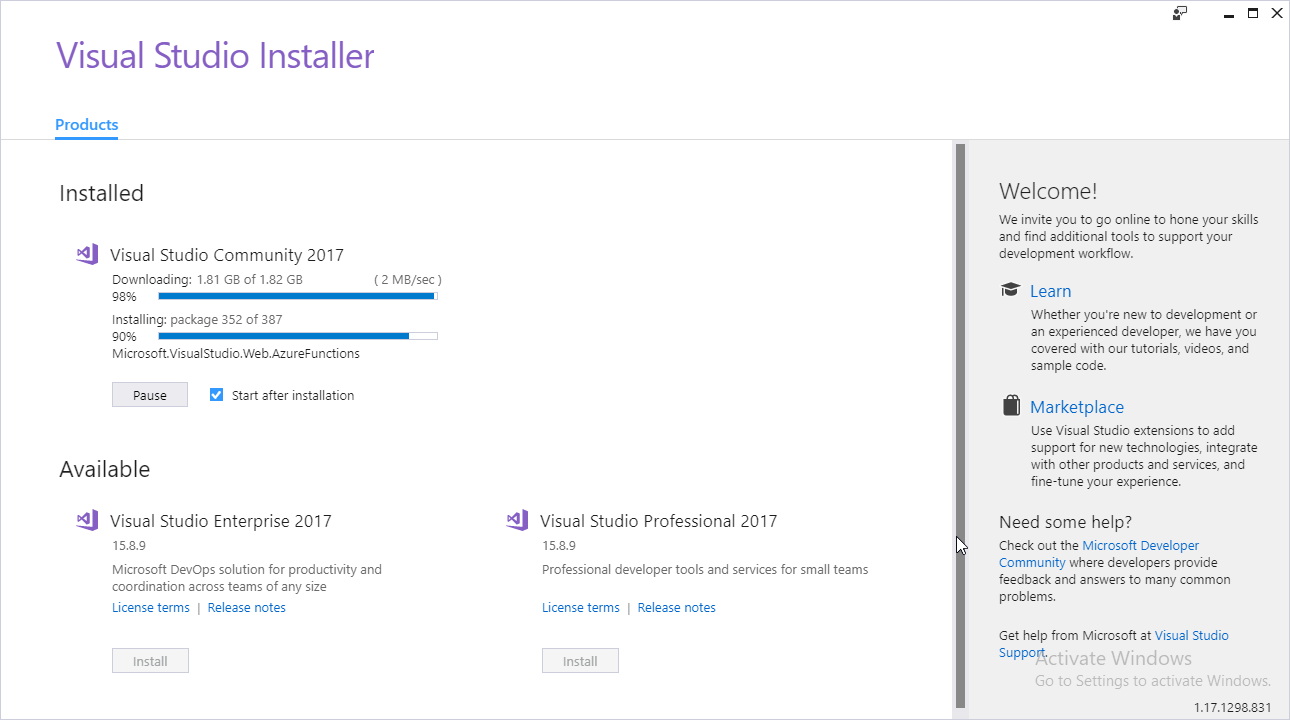 Visual Studio Installer
Products
Installed
Visual Studio Community 2017
Downloading: 1.81 GB of 1.82 GB ( 2 MB/sec )
98%
Installing: package 352 of 387
90%
Microsoft.VisualStudio.Web.AzureFunctions
Pause Start after installation
Available
Visual Studio Enterprise 2017
15.8.9
Microsoft DevOps solution for productivity and
coordination across teams of any size
License terms | Release notes
Install
Visual Studio Professional 2017
15.8.9
Professional developer tools and services for small teams
License terms | Release notes
Install
Welcome!
We invite you to go online to hone your skills
and find additional tools to support your
development workflow.
Learn
Whether you're new to development or
an experienced developer, we have you
covered with our tutorials, videos, and
sample code.
Marketplace
Use Visual Studio extensions to add
support for new technologies, integrate
with other products and services, and
fine-tune your experience.
Need some help?
Check out the Microsoft Developer
Community where developers provide
feedback and answers to many common
problems.
Get help from Microsoft at Visual Studio
Support.
Activate Windows
Go to Settings to activate Windows.
1.17.1298.831